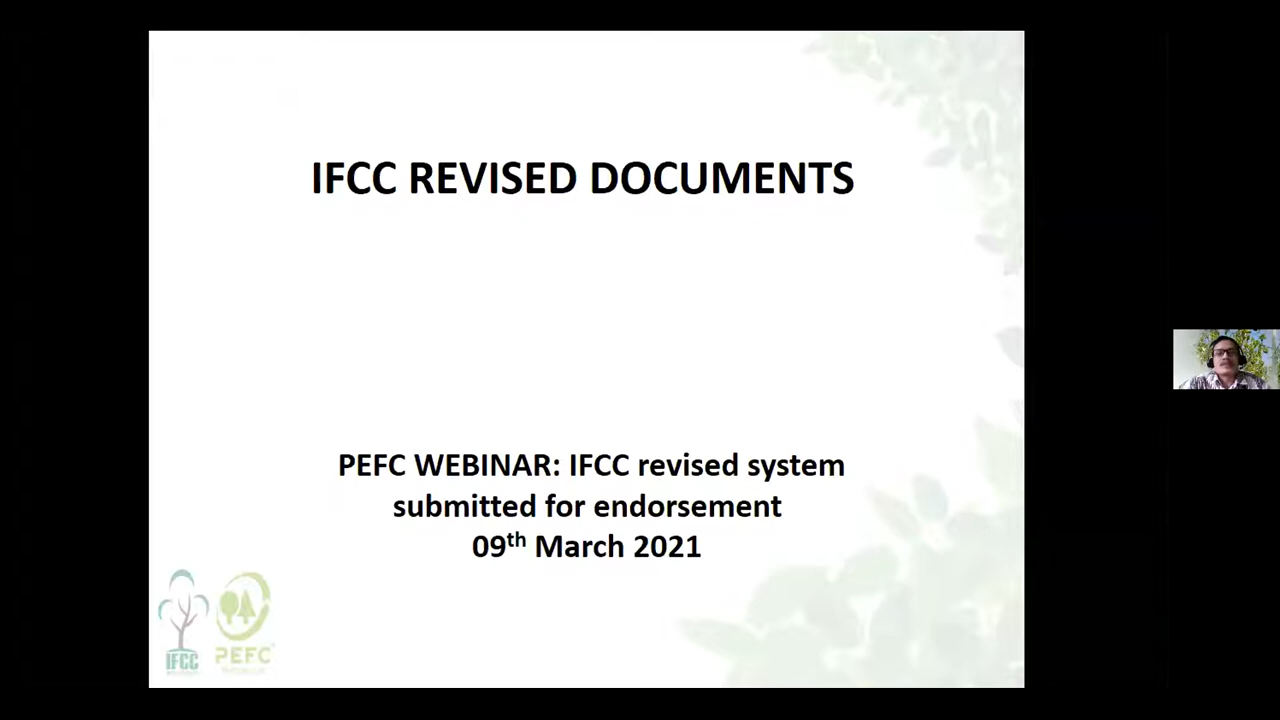 IFCC REVISED DOCUMENTS
PEFC WEBINAR: IFCC revised system
submitted for endorsement
09th March 2021
IFCC
PEFC